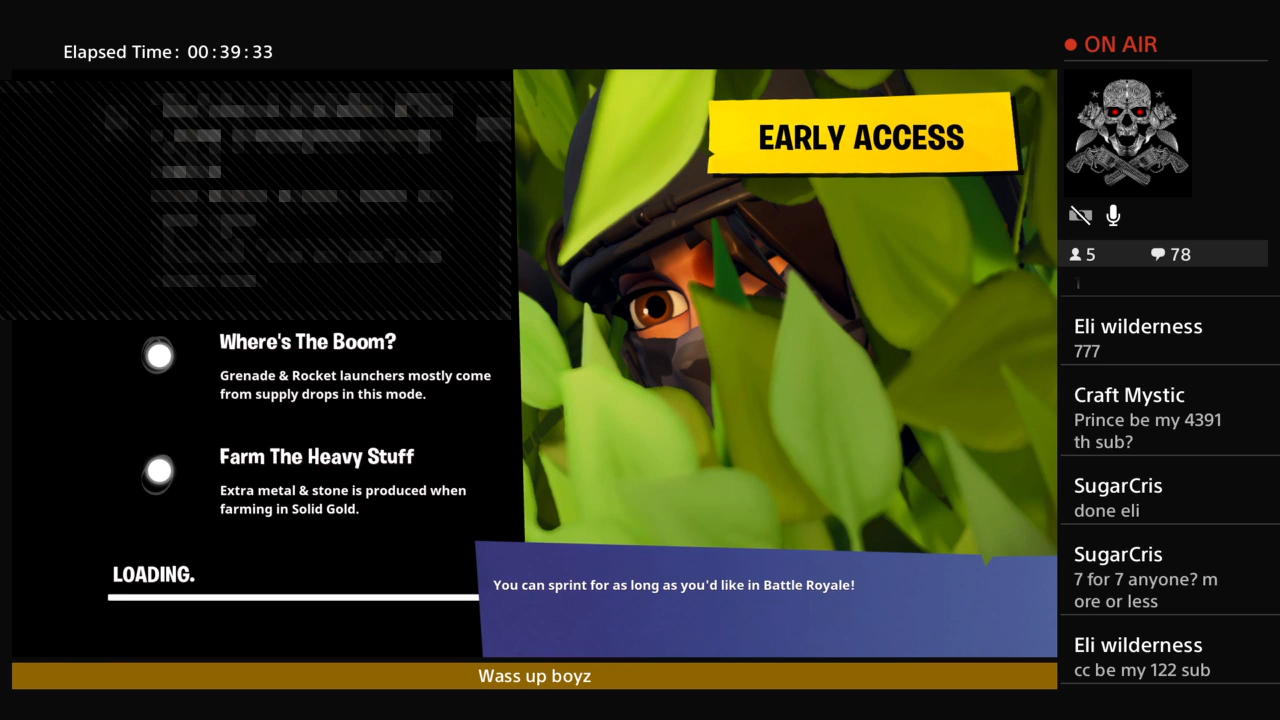 Elapsed Time: 00:39:33
ON AIR
EARLY ACCESS
5
78
Where's The Boom?
Grenade & Rocket launchers mostly come
from supply drops in this mode.
Farm The Heavy Stuff
Extra metal & stone is produced when
farming in Solid Gold.
LOADING.
You can sprint for as long as you'd like in Battle Royale!
Wass up boyz
Eli wilderness
777
Craft Mystic
Prince be my 4391
th sub?
SugarCris
done eli
SugarCris
7 for 7 anyone? m
ore or less
Eli wilderness
cc be my 122 sub